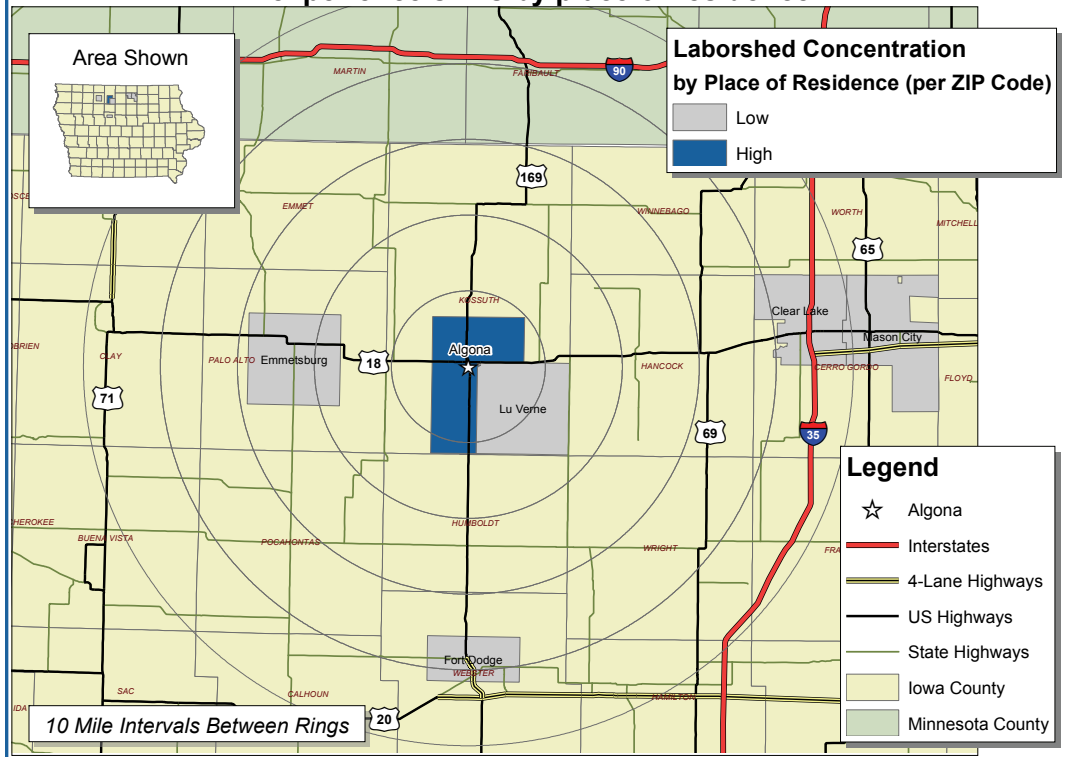 Area Shown
Laborshed Concentration
by Place of Residence (per ZIP Code)
Low
High
MARTIN
FARIBAULT
90
169
EMMET
WINNEBAGO
WORTH
MITCHELL
65
KOSSUTH
Clear Lake
Mason City
CLAY
PALO ALTO
Emmetsburg
18
Algona
HANCOCK
CERRO GORDO
FLOYD
71
Lu Verne
69
35
HUMBOLDT
BUENA VISTA
POCAHONTAS
WRIGHT
Fort Dodge
WEBSTER
SAC
CALHOUN
HAMILTON
IDA
20
10 Mile Intervals Between Rings
Legend
Algona
Interstates
4-Lane Highways
US Highways
State Highways
Iowa County
Minnesota County